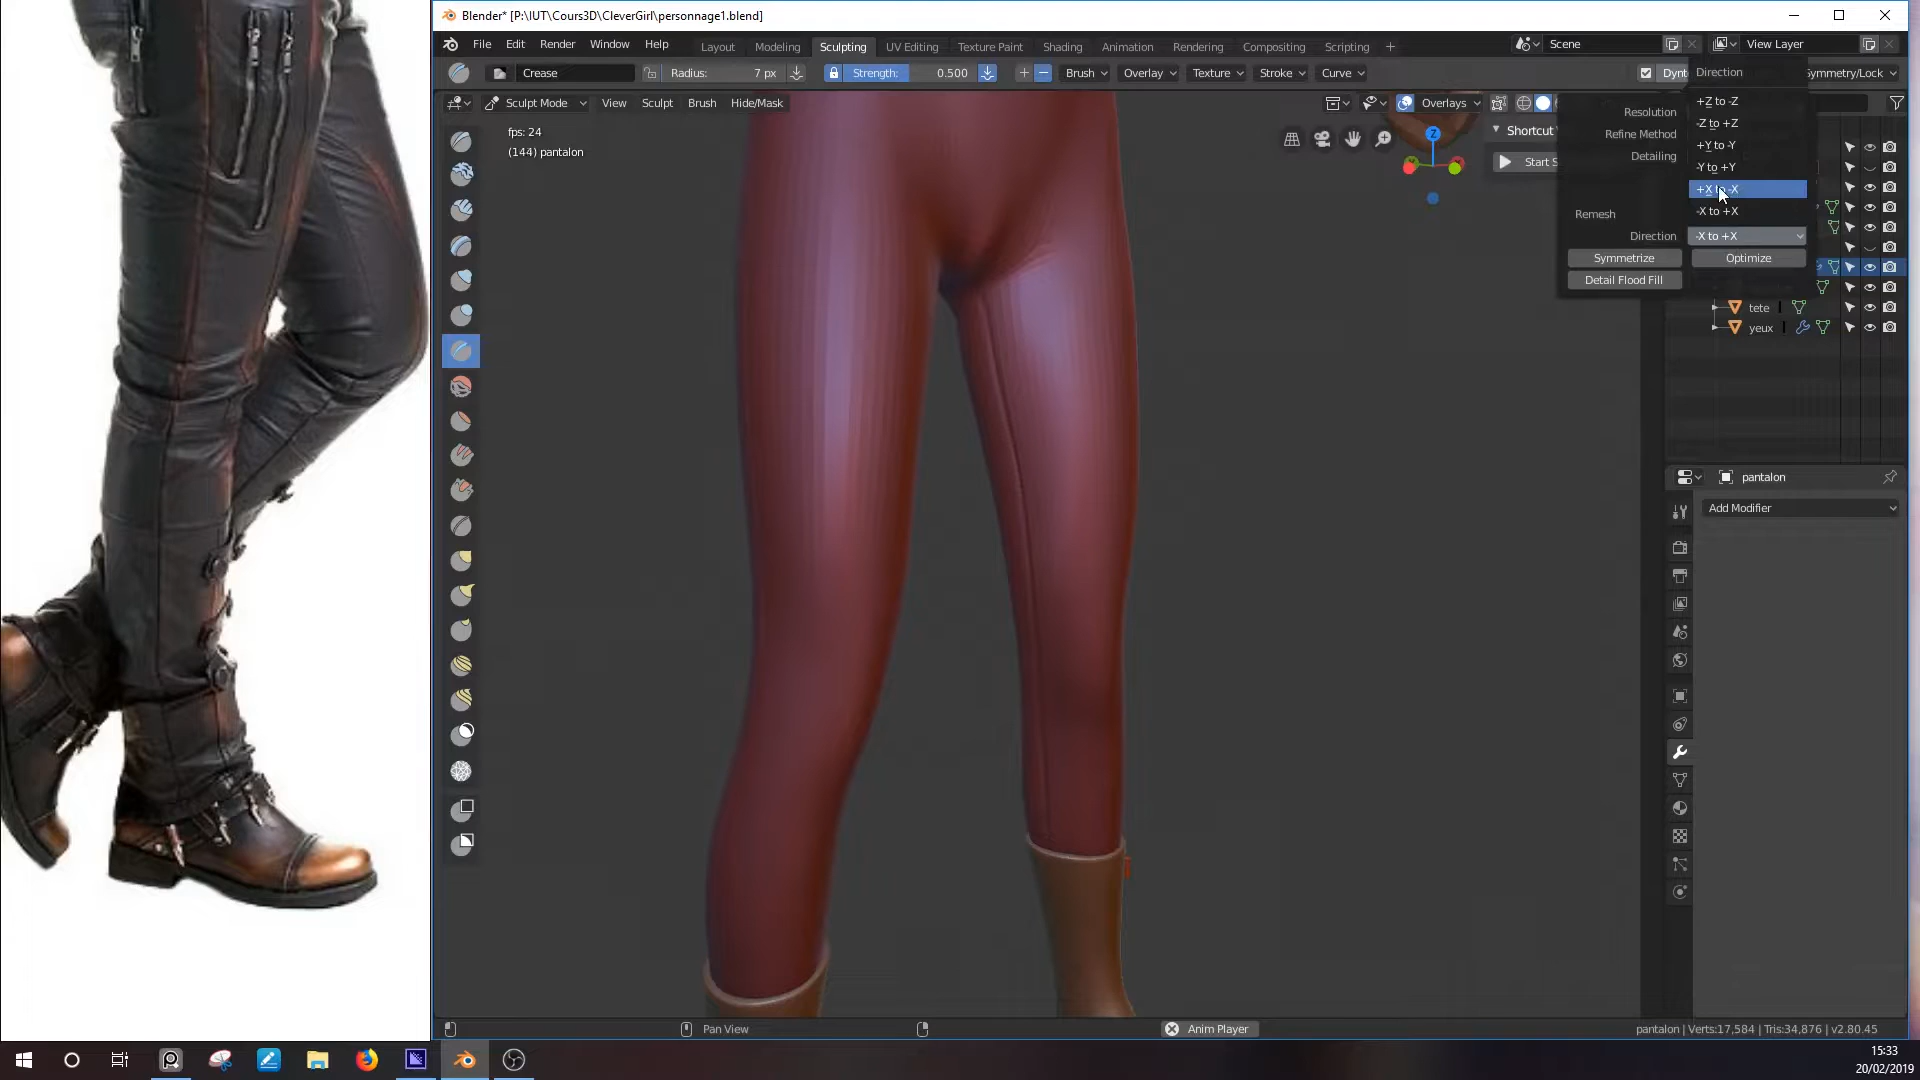 Blender* [P:\IUT\Cours3D\CleverGirl\personnage1.blend]
File Edit Render Window Help Layout Modeling Sculpting UV Editing Texture Paint Shading Animation Rendering Compositing Scripting + Scene View Layer
Crease Radius: 7 px Strength: 0.500 Brush Overlay Texture Stroke Curve Direction Symmetry/Lock
Sculpt Mode View Sculpt Brush Hide/Mask Overlays
fps: 24
(144) pantalon
Shortcut
Start
Resolution
Refine Method
Detailing
+Z to -Z
-Z to +Z
+Y to -Y
-Y to +Y
+X to -X
-X to +X
Remesh
Direction -X to +X
Symmetrize Optimize
Detail Flood Fill
tete
yeux
pantalon
Add Modifier
Pan View Anim Player pantalon | Verts:17,584 | Tris:34,876 | v2.80.45
15:33
20/02/2019